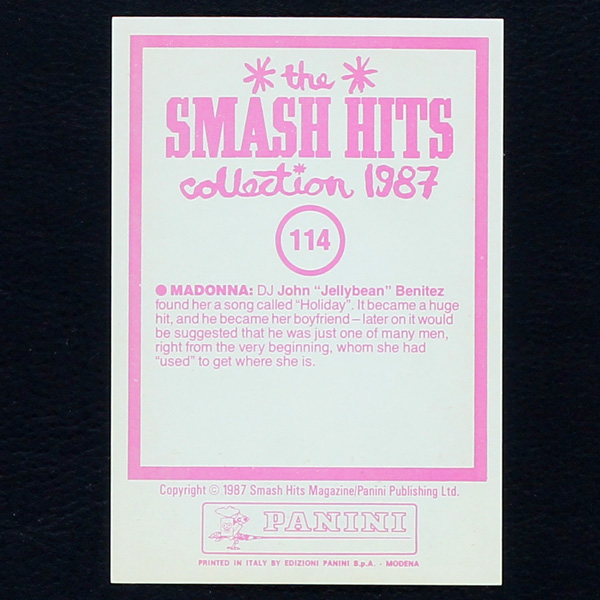 * the *
SMASH HITS
collection 1987
114
● MADONNA: DJ John “Jellybean” Benitez
found her a song called “Holiday”. It became a huge
hit, and he became her boyfriend – later on it would
be suggested that he was just one of many men,
right from the very beginning, whom she had
“used” to get where she is.
Copyright © 1987 Smash Hits Magazine/Panini Publishing Ltd.
PANINI
PRINTED IN ITALY BY EDIZIONI PANINI S.p.A. - MODENA